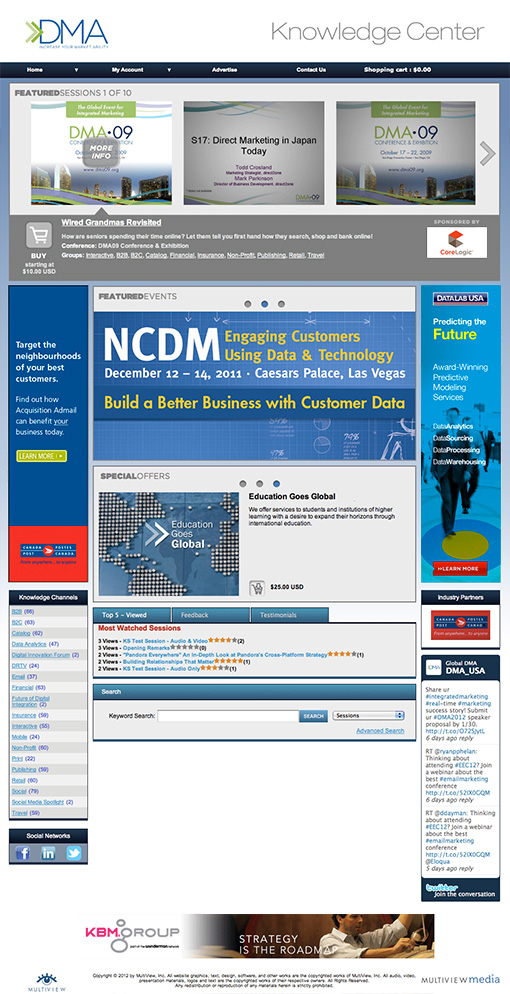 DMA
INCREASE YOUR MARKET ABILITY
Knowledge Center
Home
My Account
Advertise
Contact Us
Shopping cart : $0.00
FEATUREDSESSIONS 1 OF 10
The Global Event for
Integrated Marketing
DMA•09
CONFERENCE & EXHIBITION
October 17 – 22, 2009
www.dma09.org
MORE
INFO
S17: Direct Marketing in Japan
Today
Todd Crosland
Marketing Strategist, directzone
Mark Parkinson
Director of Business Development, directzone
DMA•09
The Global Event for
Integrated Marketing
DMA•09
CONFERENCE & EXHIBITION
October 17 – 22, 2009
www.dma09.org
BUY
starting at
$10.00 USD
Wired Grandmas Revisited
How are seniors spending their time online? Let them tell you first hand how they search, shop and bank online!
Conference: DMA09 Conference & Exhibition
Groups: Interactive, B2B, B2C, Catalog, Financial, Insurance, Non-Profit, Publishing, Retail, Travel
SPONSORED BY
CoreLogic
Target the
neighbourhoods
of your best
customers.
Find out how
Acquisition Admail
can benefit your
business today.
LEARN MORE! >
CANADA POST
POSTES CANADA
From anywhere... to anyone
FEATUREDEVENTS
NCDM
Engaging Customers
Using Data & Technology
December 12 – 14, 2011 · Caesars Palace, Las Vegas
Build a Better Business with Customer Data
SPECIALOFFERS
Education
Goes
Global
Education Goes Global
We offer services to students and institutions of higher
learning with a desire to expand their horizons through
international education.
$25.00 USD
DATALAB USA
Predicting the
Future
Award-Winning
Predictive
Modeling
Services
DataAnalytics
DataSourcing
DataProcessing
DataWarehousing
LEARN MORE
Knowledge Channels
B2B (66)
B2C (63)
Catalog (62)
Data Analytics (47)
Digital Innovation Forum (2)
DRTV (24)
Email (37)
Financial (63)
Future of Digital
Integration (2)
Insurance (59)
Interactive (55)
Mobile (24)
Non-Profit (60)
Print (22)
Publishing (59)
Retail (60)
Social (79)
Social Media Spotlight (2)
Travel (59)
Social Networks
Top 5 – Viewed
Feedback
Testimonials
Most Watched Sessions
3 Views - KS Test Session - Audio & Video (2)
3 Views - Opening Remarks (0)
2 Views - "Pandora Everywhere" An In-Depth Look at Pandora's Cross-Platform Strategy (1)
2 Views - Building Relationships That Matter (1)
2 Views - KS Test Session - Audio Only (1)
Search
Keyword Search:
SEARCH
Sessions
Advanced Search
Industry Partners
CANADA POST
POSTES CANADA
From anywhere... to anyone
Global DMA
DMA_USA
Share ur
#integratedmarketing
#real-time #marketing
success story! Submit
ur #DMA2012 speaker
proposal by 1/30.
http://t.co/O725JytL
6 days ago reply
RT @ryanphelan:
Thinking about
attending #EEC12? Join
a webinar about the
best #emailmarketing
conference
http://t.co/52IX0GQM
6 days ago reply
RT @ddayman: Thinking
about attending
#EEC12? Join a webinar
about the best
#emailmarketing
conference
http://t.co/52IX0GQM
@Eloqua
5 days ago reply
twitter
Join the conversation
KBMGROUP
part of the wunderman network
STRATEGY
IS THE ROADMAP
MULTIVIEW
Copyright © 2012 by MultiView, Inc. All website graphics, text, design, software, and other works are the copyrighted works of MultiView, Inc. All audio, video,
presentation materials, logos and text are the copyrighted works of their respective owners. All Rights Reserved.
Any redistribution or reproduction of any materials herein is strictly prohibited.
MULTIVIEW media